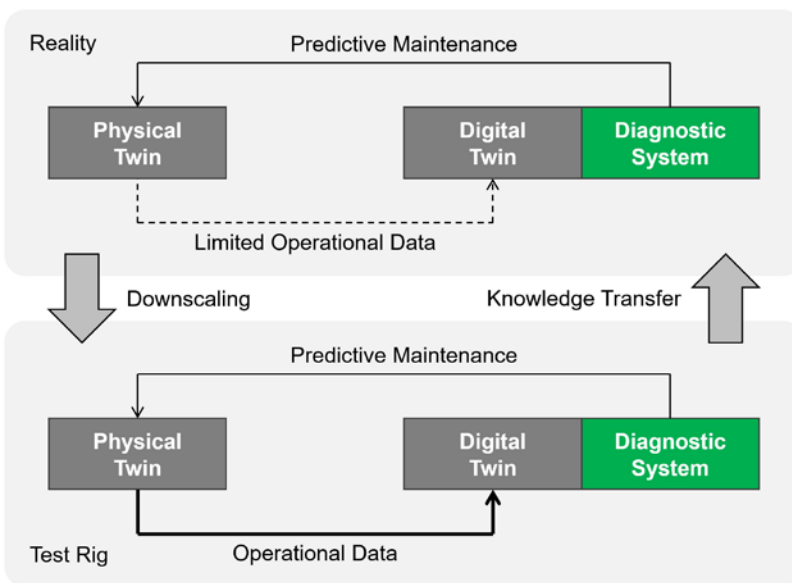 Reality
Predictive Maintenance
Physical
Twin
Digital
Twin
Diagnostic
System
Limited Operational Data
Downscaling
Knowledge Transfer
Predictive Maintenance
Physical
Twin
Digital
Twin
Diagnostic
System
Test Rig
Operational Data